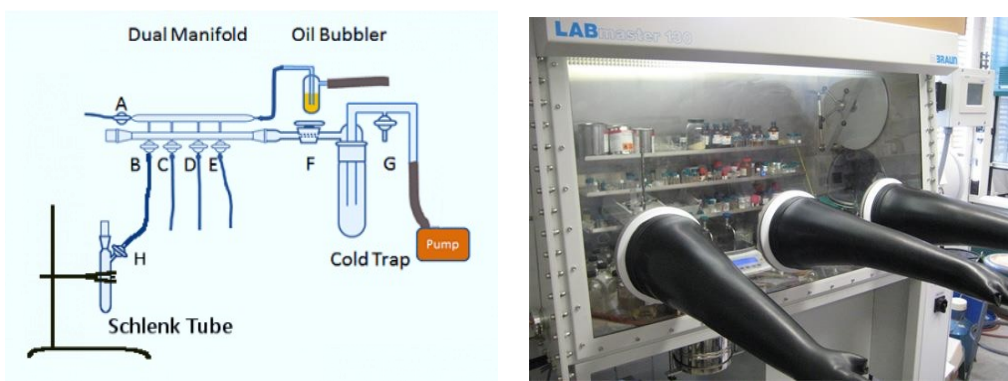 Dual Manifold
Oil Bubbler
A
B
C
D
E
F
G
H
Pump
Cold Trap
Schlenk Tube
LABmaster 130
BRAUN